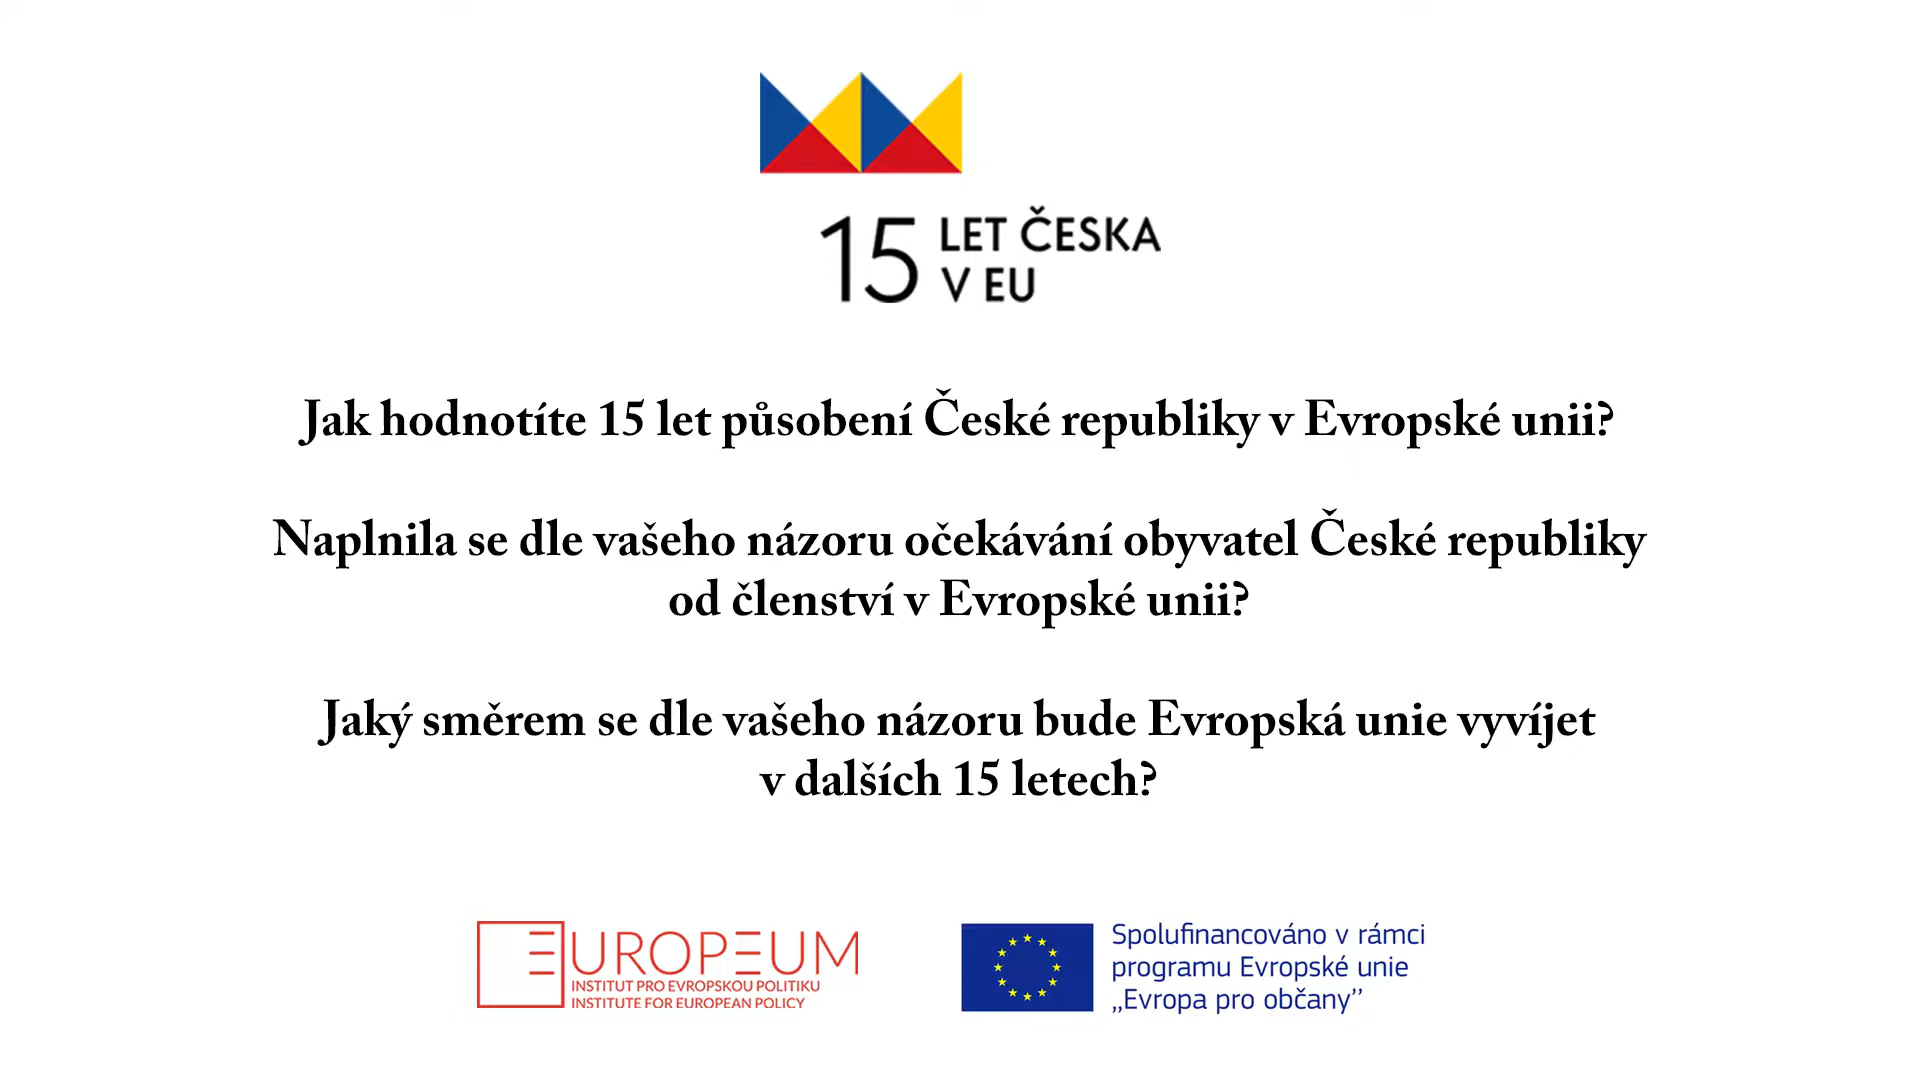 15 LET ČESKA
V EU
Jak hodnotíte 15 let působení České republiky v Evropské unii?
Naplnila se dle vašeho názoru očekávání obyvatel České republiky
od členství v Evropské unii?
Jaký směrem se dle vašeho názoru bude Evropská unie vyvíjet
v dalších 15 letech?
EUROPEUM
INSTITUT PRO EVROPSKOU POLITIKU
INSTITUTE FOR EUROPEAN POLICY
Spolufinancováno v rámci
programu Evropské unie
„Evropa pro občany”